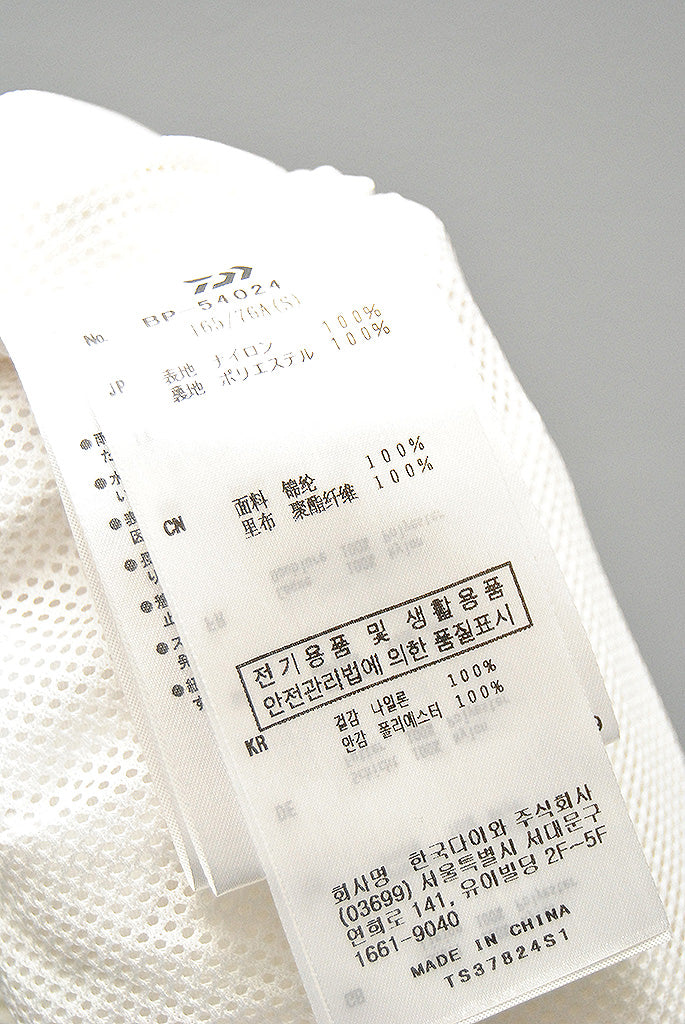 No. BP-54024
165/76A(S)
JP 表地 ナイロン 100%
裏地 ポリエステル 100%
CN 面料 锦纶 100%
里布 聚酯纤维 100%
전기용품 및 생활용품
안전관리법에 의한 품질표시
KR 겉감 나일론 100%
안감 폴리에스터 100%
회사명 한국다이와 주식회사
(03699) 서울특별시 서대문구
연희로 141, 유이빌딩 2F~5F
1661-9040
MADE IN CHINA
TS37824S1